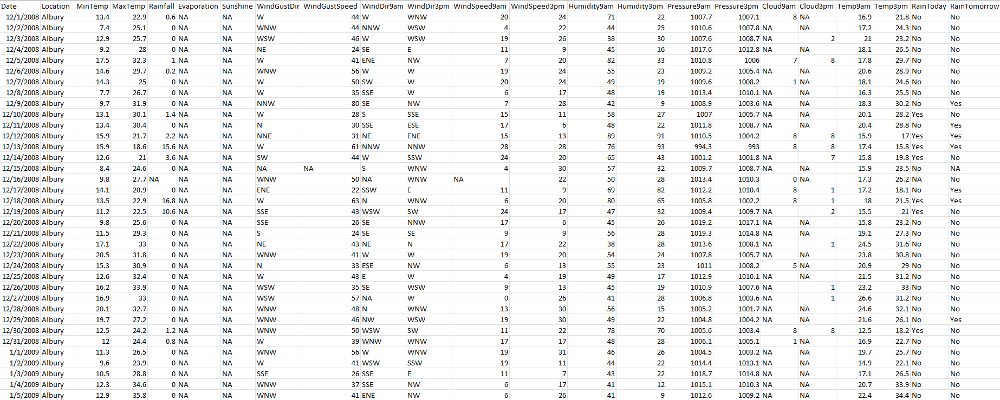 Date Location MinTemp MaxTemp Rainfall Evaporation Sunshine WindGustDir WindGustSpeed WindDir9am WindDir3pm WindSpeed9am WindSpeed3pm Humidity9am Humidity3pm Pressure9am Pressure3pm Cloud9am Cloud3pm Temp9am Temp3pm RainToday RainTomorrow
12/1/2008 Albury 13.4 22.9 0.6 NA NA W 44 W WNW 20 24 71 22 1007.7 1007.1 8 NA 16.9 21.8 No No
12/2/2008 Albury 7.4 25.1 0 NA NA WNW 44 NNW WSW 4 22 44 25 1010.6 1007.8 NA NA 17.2 24.3 No No
12/3/2008 Albury 12.9 25.7 0 NA NA WSW 46 W WSW 19 26 38 30 1007.6 1008.7 NA 2 21 23.2 No No
12/4/2008 Albury 9.2 28 0 NA NA NE 24 SE E 11 9 45 16 1017.6 1012.8 NA NA 18.1 26.5 No No
12/5/2008 Albury 17.5 32.3 1 NA NA W 41 ENE NW 7 20 82 33 1010.8 1006 7 8 17.8 29.7 No No
12/6/2008 Albury 14.6 29.7 0.2 NA NA WNW 56 W W 19 24 55 23 1009.2 1005.4 NA NA 20.6 28.9 No No
12/7/2008 Albury 14.3 25 0 NA NA W 50 SW W 20 24 49 19 1009.6 1008.2 1 NA 18.1 24.6 No No
12/8/2008 Albury 7.7 26.7 0 NA NA W 35 SSE W 6 17 48 19 1013.4 1010.1 NA NA 16.3 25.5 No No
12/9/2008 Albury 9.7 31.9 0 NA NA NNW 80 SE NW 7 28 42 9 1008.9 1003.6 NA NA 18.3 30.2 No Yes
12/10/2008 Albury 13.1 30.1 1.4 NA NA W 28 S SSE 15 11 58 27 1007 1005.7 NA NA 20.1 28.2 Yes No
12/11/2008 Albury 13.4 30.4 0 NA NA N 30 SSE ESE 17 6 48 22 1011.8 1008.7 NA NA 20.4 28.8 No Yes
12/12/2008 Albury 15.9 21.7 2.2 NA NA NNE 31 NE ENE 15 13 89 91 1010.5 1004.2 8 8 15.9 17 Yes Yes
12/13/2008 Albury 15.9 18.6 15.6 NA NA W 61 NNW NNW 28 28 76 93 994.3 993 8 8 17.4 15.8 Yes Yes
12/14/2008 Albury 12.6 21 3.6 NA NA SW 44 W SSW 24 20 65 43 1001.2 1001.8 NA 7 15.8 19.8 Yes No
12/15/2008 Albury 8.4 24.6 0 NA NA NA NA S WNW 4 30 57 32 1009.7 1008.7 NA NA 15.9 23.5 No NA
12/16/2008 Albury 9.8 27.7 NA NA NA WNW 50 NA WNW NA 22 50 28 1013.4 1010.3 0 NA 17.3 26.2 NA No
12/17/2008 Albury 14.1 20.9 0 NA NA ENE 22 SSW E 11 9 69 82 1012.2 1010.4 8 1 17.2 18.1 No Yes
12/18/2008 Albury 13.5 22.9 16.8 NA NA W 63 N WNW 6 20 80 65 1005.8 1002.2 8 1 18 21.5 Yes Yes
12/19/2008 Albury 11.2 22.5 10.6 NA NA SSE 43 WSW SW 24 17 47 32 1009.4 1009.7 NA 2 15.5 21 Yes No
12/20/2008 Albury 9.8 25.6 0 NA NA SSE 26 SE NNW 17 6 45 26 1019.2 1017.1 NA NA 15.8 23.2 No No
12/21/2008 Albury 11.5 29.3 0 NA NA S 24 SE SE 9 9 56 28 1019.3 1014.8 NA NA 19.1 27.3 No No
12/22/2008 Albury 17.1 33 0 NA NA NE 43 NE N 17 22 38 28 1013.6 1008.1 NA 1 24.5 31.6 No No
12/23/2008 Albury 20.5 31.8 0 NA NA WNW 41 W W 19 20 54 24 1007.8 1005.7 NA NA 23.8 30.8 No No
12/24/2008 Albury 15.3 30.9 0 NA NA N 33 ESE NW 6 13 55 23 1011 1008.2 5 NA 20.9 29 No No
12/25/2008 Albury 12.6 32.4 0 NA NA W 43 E W 4 19 49 17 1012.9 1010.1 NA NA 21.5 31.2 No No
12/26/2008 Albury 16.2 33.9 0 NA NA WSW 35 SE WSW 9 13 45 19 1010.9 1007.6 NA 1 23.2 33 No No
12/27/2008 Albury 16.9 33 0 NA NA WSW 57 NA W 0 26 41 28 1006.8 1003.6 NA 1 26.6 31.2 No No
12/28/2008 Albury 20.1 32.7 0 NA NA WNW 48 N WNW 13 30 56 15 1005.2 1001.7 NA NA 24.6 32.1 No No
12/29/2008 Albury 19.7 27.2 0 NA NA WNW 46 NW WSW 19 30 49 22 1004.8 1004.2 NA NA 21.6 26.1 No Yes
12/30/2008 Albury 12.5 24.2 1.2 NA NA WNW 50 WSW SW 11 22 78 70 1005.6 1003.4 8 8 12.5 18.2 Yes No
12/31/2008 Albury 12 24.4 0.8 NA NA W 39 WNW WNW 17 17 48 28 1006.1 1005.1 1 NA 16.9 22.7 No No
1/1/2009 Albury 11.3 26.5 0 NA NA WNW 56 W WNW 19 31 46 26 1004.5 1003.2 NA NA 19.7 25.7 No No
1/2/2009 Albury 9.6 23.9 0 NA NA W 41 WSW SSW 19 11 44 22 1014.4 1013.1 NA NA 14.9 22.1 No No
1/3/2009 Albury 10.5 28.8 0 NA NA SSE 26 SSE E 11 7 43 22 1018.7 1014.8 NA NA 17.1 26.5 No No
1/4/2009 Albury 12.3 34.6 0 NA NA WNW 37 SSE NW 6 17 41 12 1015.1 1010.3 NA NA 20.7 33.9 No No
1/5/2009 Albury 12.9 35.8 0 NA NA WNW 41 ENE NW 6 26 41 9 1012.6 1009.2 NA NA 22.4 34.4 No No